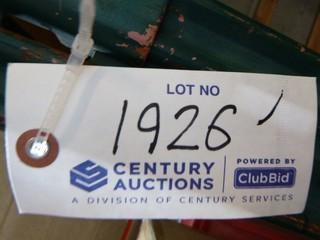 LOT NO
1926
CENTURY AUCTIONS POWERED BY ClubBid
A DIVISION OF CENTURY SERVICES